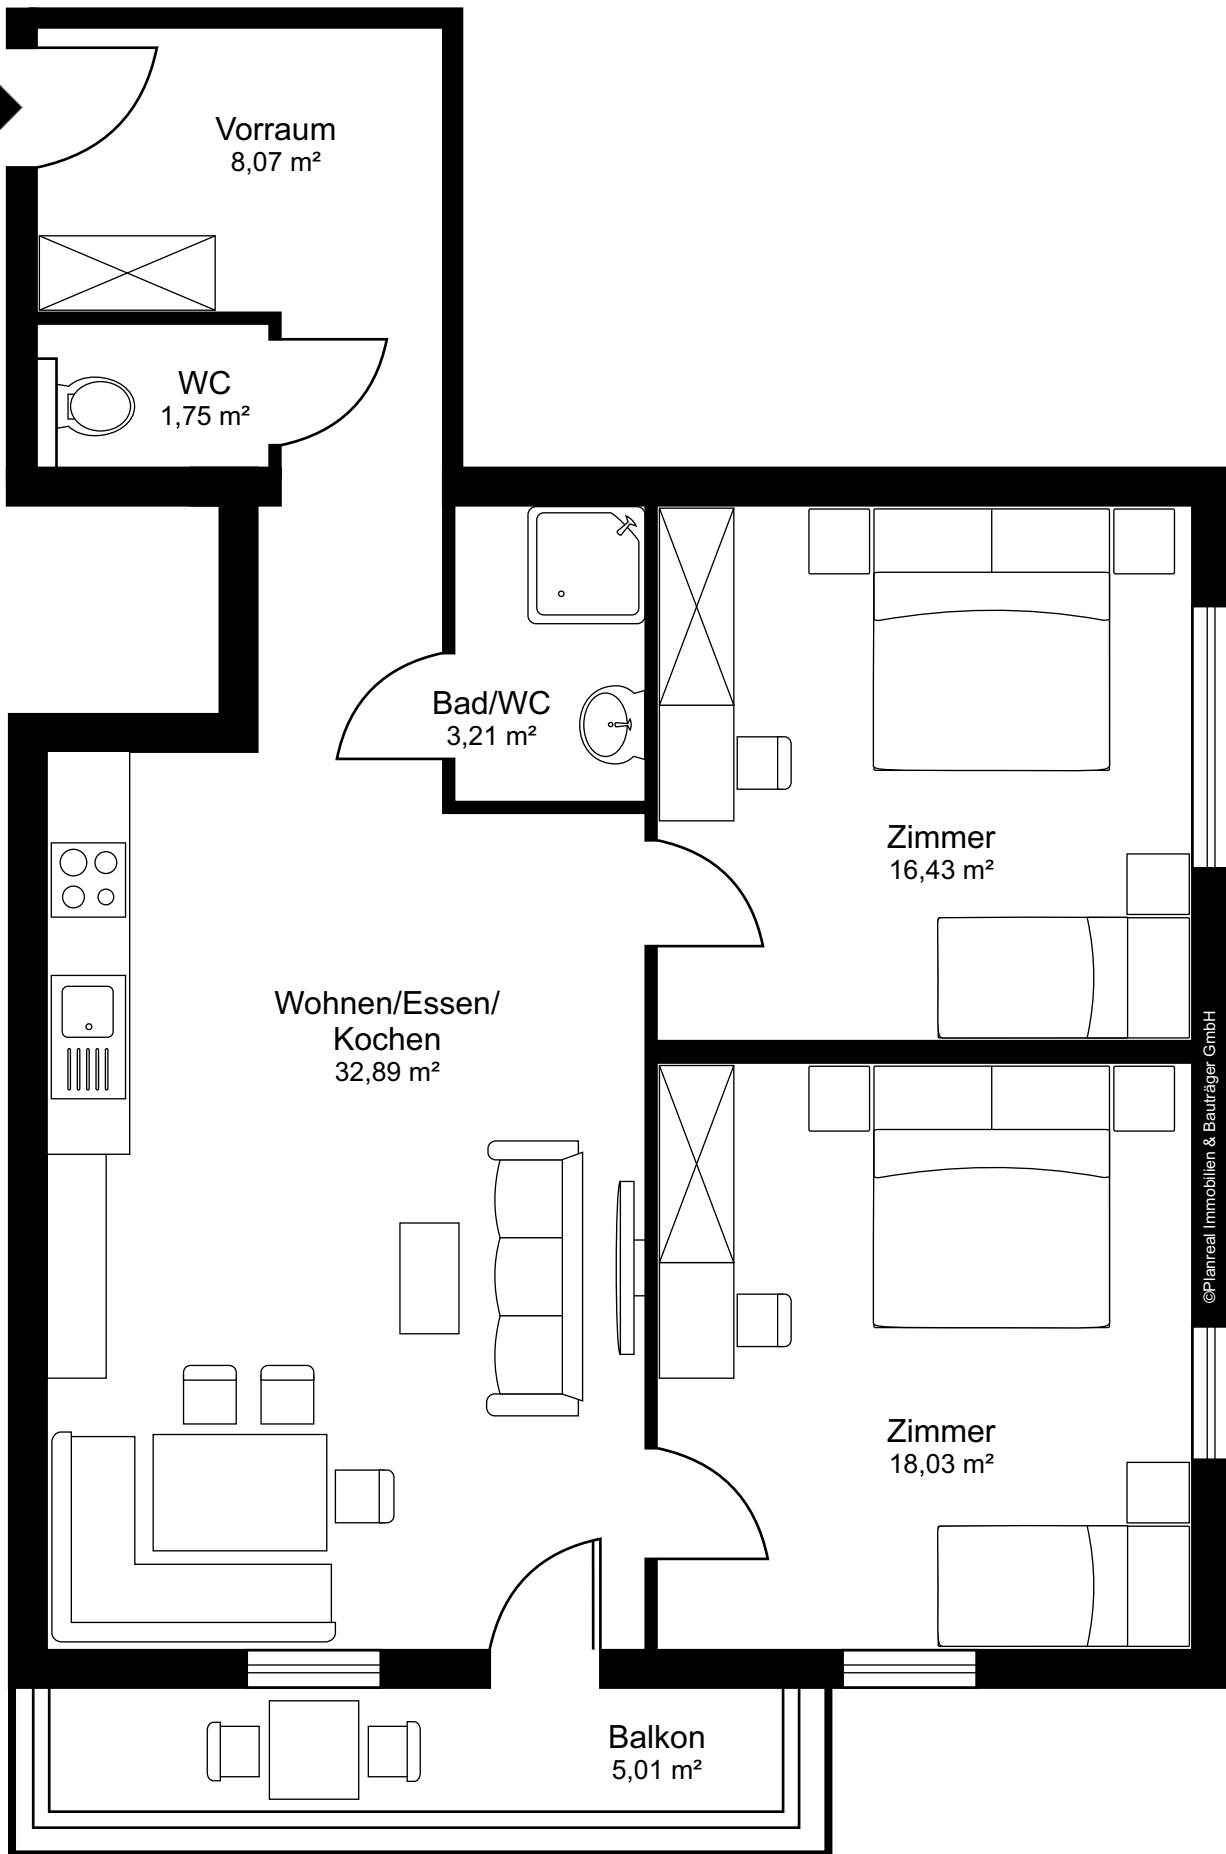 Vorraum
8,07 m²
WC
1,75 m²
Bad/WC
3,21 m²
Zimmer
16,43 m²
Wohnen/Essen/
Kochen
32,89 m²
©Planreal Immobilien & Bauträger GmbH
Zimmer
18,03 m²
Balkon
5,01 m²